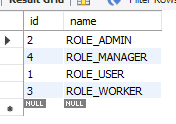 Result Grid Filter Rows
id name
2 ROLE_ADMIN
4 ROLE_MANAGER
1 ROLE_USER
3 ROLE_WORKER
NULL NULL